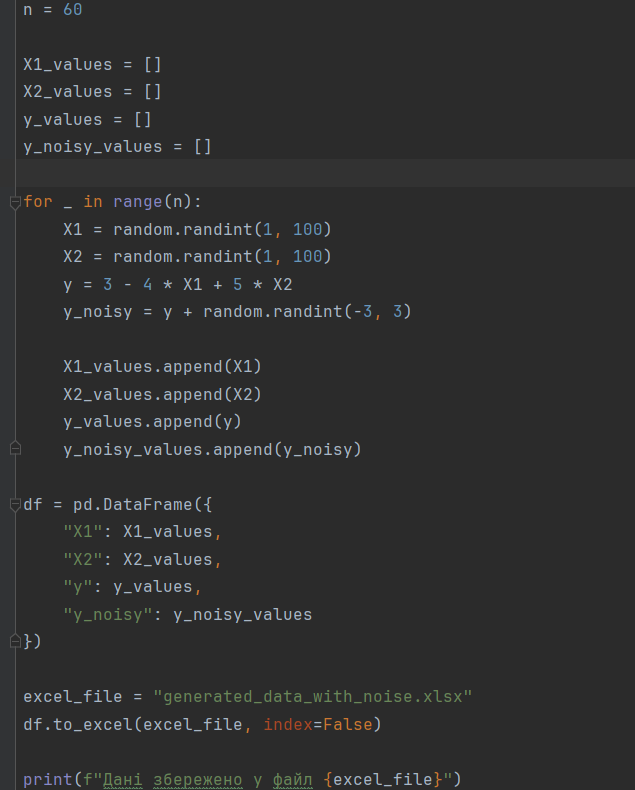 n = 60
X1_values = []
X2_values = []
y_values = []
y_noisy_values = []
for _ in range(n):
    X1 = random.randint(1, 100)
    X2 = random.randint(1, 100)
    y = 3 - 4 * X1 + 5 * X2
    y_noisy = y + random.randint(-3, 3)
    X1_values.append(X1)
    X2_values.append(X2)
    y_values.append(y)
    y_noisy_values.append(y_noisy)
df = pd.DataFrame({
    "X1": X1_values,
    "X2": X2_values,
    "y": y_values,
    "y_noisy": y_noisy_values
})
excel_file = "generated_data_with_noise.xlsx"
df.to_excel(excel_file, index=False)
print(f"Дані збережено у файл {excel_file}")